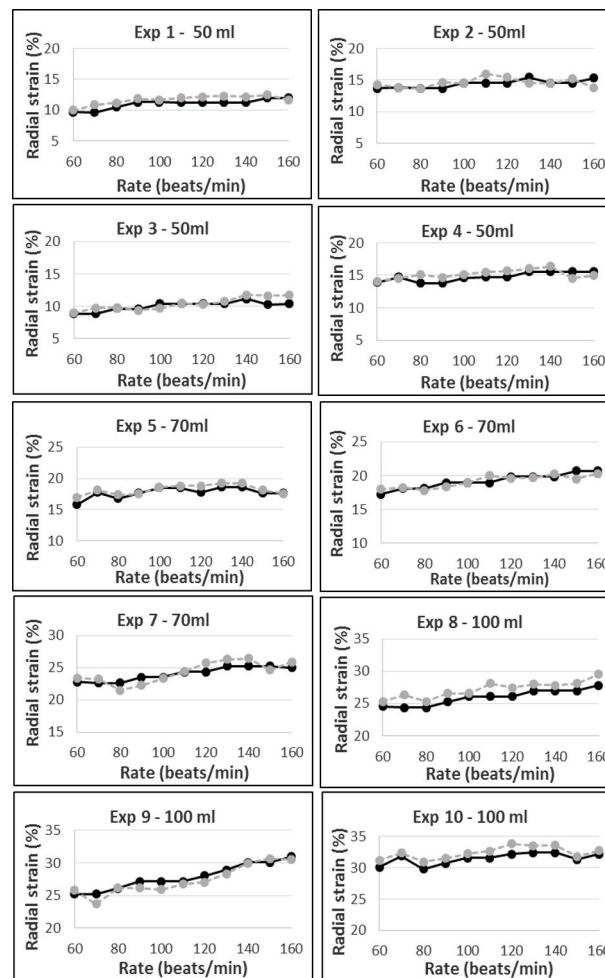 Exp 1 - 50 ml
Radial strain (%)
20
15
10
5
60 80 100 120 140 160
Rate (beats/min)
Exp 2 - 50ml
Radial strain (%)
20
15
10
5
60 80 100 120 140 160
Rate (beats/min)
Exp 3 - 50ml
Radial strain (%)
20
15
10
5
60 80 100 120 140 160
Rate (beats/min)
Exp 4 - 50ml
Radial strain (%)
20
15
10
5
60 80 100 120 140 160
Rate (beats/min)
Exp 5 - 70ml
Radial strain (%)
25
20
15
10
60 80 100 120 140 160
Rate (beats/min)
Exp 6 - 70ml
Radial strain (%)
25
20
15
10
60 80 100 120 140 160
Rate (beats/min)
Exp 7 - 70ml
Radial strain (%)
30
25
20
15
60 80 100 120 140 160
Rate (beats/min)
Exp 8 - 100 ml
Radial strain (%)
35
30
25
20
60 80 100 120 140 160
Rate (beats/min)
Exp 9 - 100 ml
Radial strain (%)
35
30
25
20
60 80 100 120 140 160
Rate (beats/min)
Exp 10 - 100 ml
Radial strain (%)
35
30
25
20
60 80 100 120 140 160
Rate (beats/min)